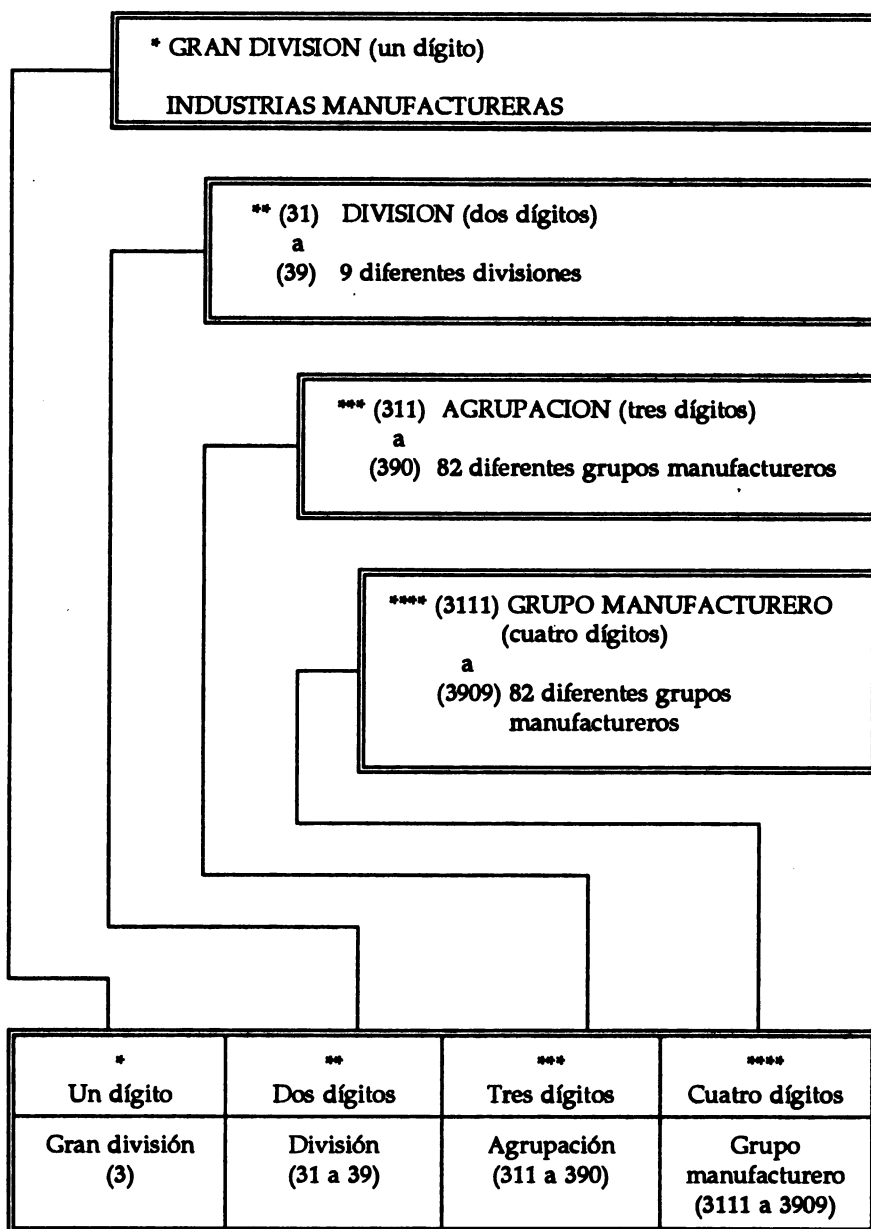 * GRAN DIVISION (un dígito)
INDUSTRIAS MANUFACTURERAS
** (31) DIVISION (dos dígitos)
a
(39) 9 diferentes divisiones
*** (311) AGRUPACION (tres dígitos)
a
(390) 82 diferentes grupos manufactureros
**** (3111) GRUPO MANUFACTURERO
(cuatro dígitos)
a
(3909) 82 diferentes grupos
manufactureros
* ** *** ****
Un dígito Dos dígitos Tres dígitos Cuatro dígitos
Gran división División Agrupación Grupo
(3) (31 a 39) (311 a 390) manufacturero
(3111 a 3909)